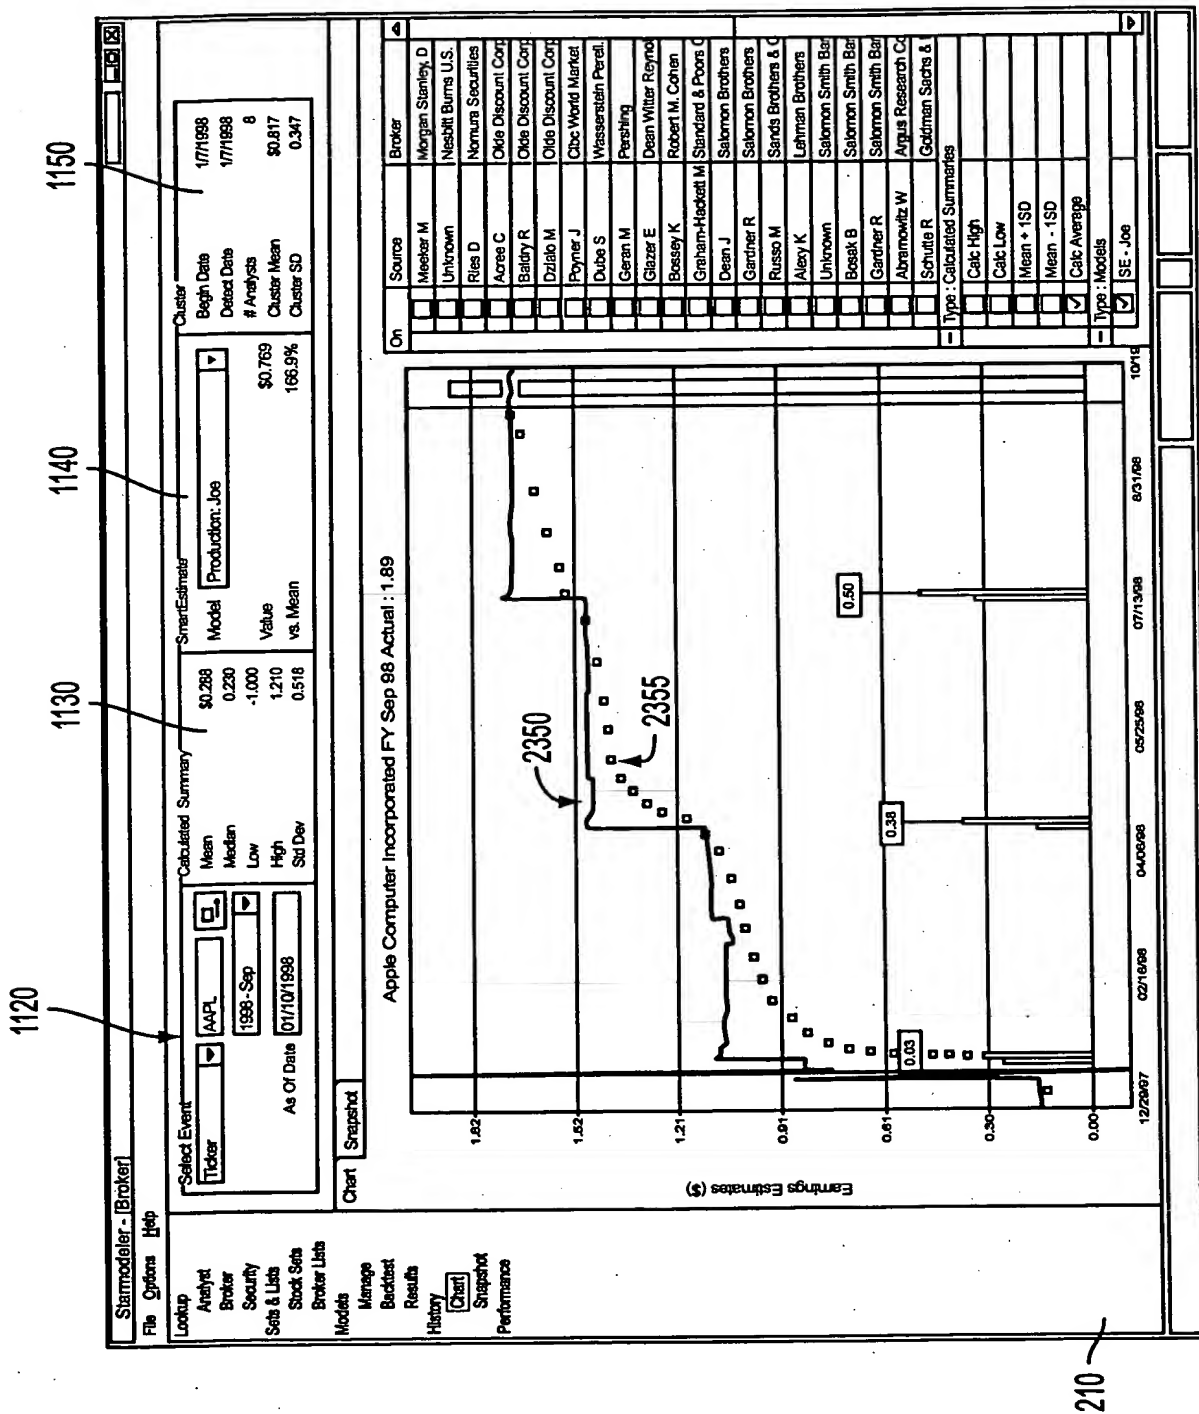 1120
1130
1140
1150
Starmodeler - [Broker]
File Options Help
Lookup
Analyst
Broker
Security
Sets & Lists
Stock Sets
Broker Lists
Models
Manage
Backtest
Results
History
Chart
Snapshot
Performance
Select Event
Ticker
AAPL
1998-Sep
As Of Date 01/10/1998
Calculated Summary
Mean $0.288
Median 0.230
Low -1.000
High 1.210
Std Dev 0.518
SmartEstimate
Model Production: Joe
Value $0.769
vs. Mean 166.9%
Cluster
Begin Date 1/7/1998
Detect Date 1/7/1998
# Analysts 8
Cluster Mean $0.817
Cluster SD 0.347
Chart Snapshot
Apple Computer Incorporated FY Sep 98 Actual : 1.89
Earnings Estimates ($)
1.82
1.52
1.21
0.91
0.61
0.30
0.00
2350
2355
0.03
0.38
0.50
12/29/97 02/16/98 04/06/98 05/25/98 07/13/98 8/31/98 10/19
On Source Broker
Meeker M Morgan Stanley, D
Unknown Nesbitt Burns U.S.
Ries D Nomura Securities
Acree C Olde Discount Corp
Baldry R Olde Discount Corp
Dzialo M Olde Discount Corp
Poyner J Cibc World Market
Dube S Wasserstein Perell.
Geran M Pershing
Glazer E Dean Witter Reynol
Bossey K Robert M. Cohen
Graham-Hackett M Standard & Poors C
Dean J Salomon Brothers
Gardner R Salomon Brothers
Russo M Sands Brothers & C
Alexy K Lehman Brothers
Unknown Salomon Smith Bar
Bosak B Salomon Smith Bar
Gardner R Salomon Smith Bar
Abramowitz W Argus Research Co
Schutte R Goldman Sachs &
- Type : Calculated Summaries
Calc High
Calc Low
Mean + 1SD
Mean - 1SD
Calc Average
- Type : Models
SE - Joe
210